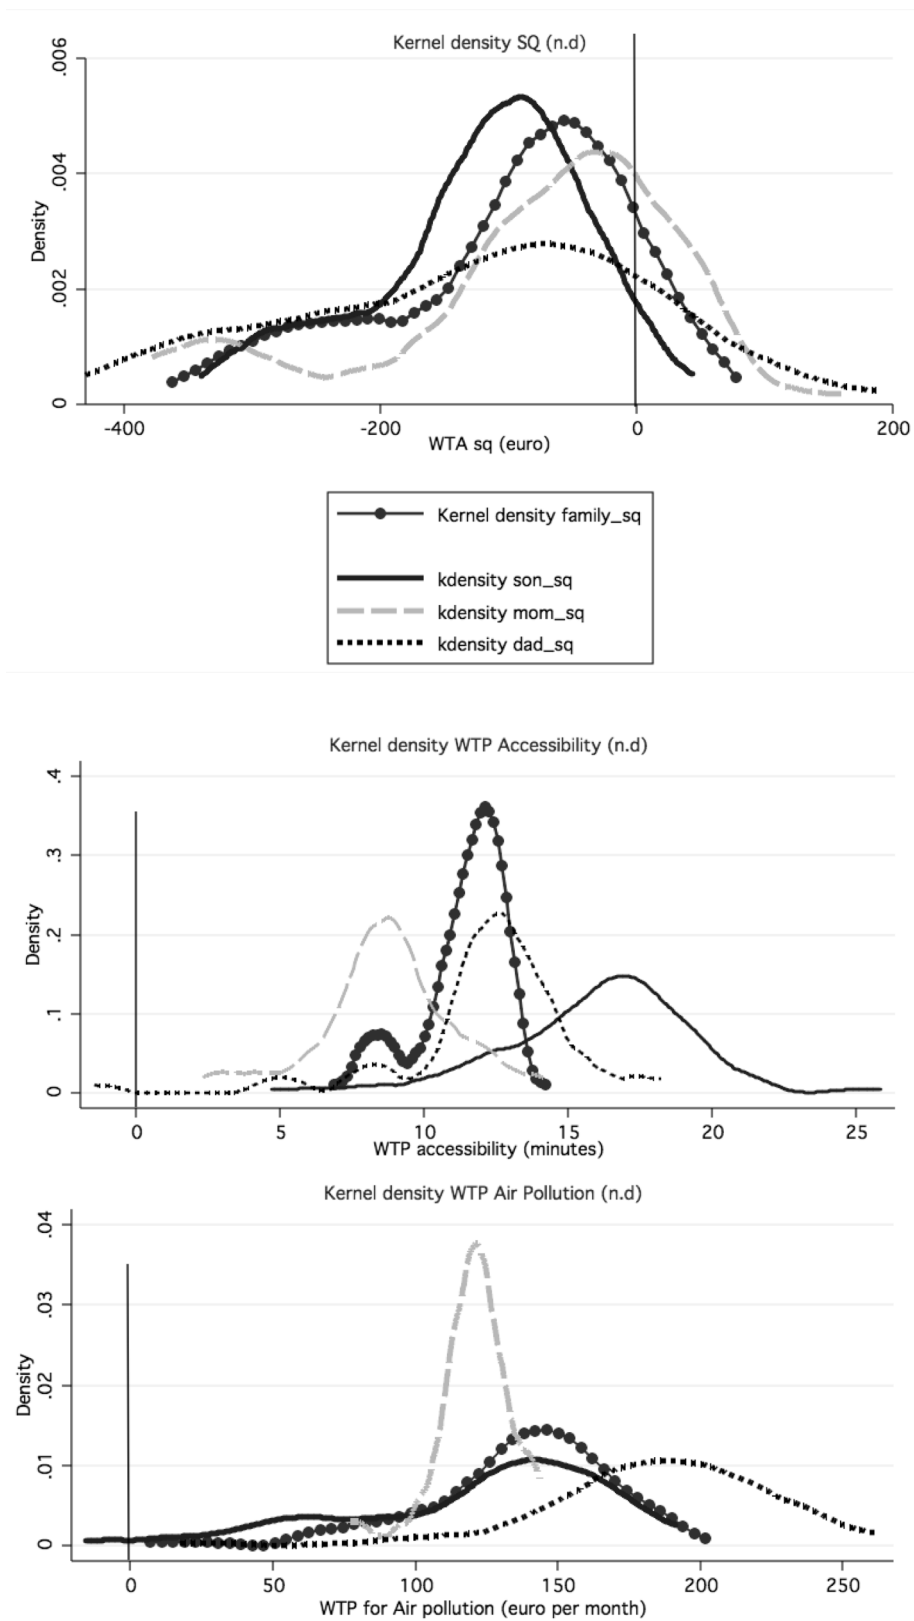 Kernel density SQ (n.d)
.006
.004
.002
0
Density
-400 -200 0 200
WTA sq (euro)
Kernel density family_sq
kdensity son_sq
kdensity mom_sq
kdensity dad_sq
Kernel density WTP Accessibility (n.d)
.4
.3
.2
.1
0
Density
0 5 10 15 20 25
WTP accessibility (minutes)
Kernel density WTP Air Pollution (n.d)
.04
.03
.02
.01
0
Density
0 50 100 150 200 250
WTP for Air pollution (euro per month)